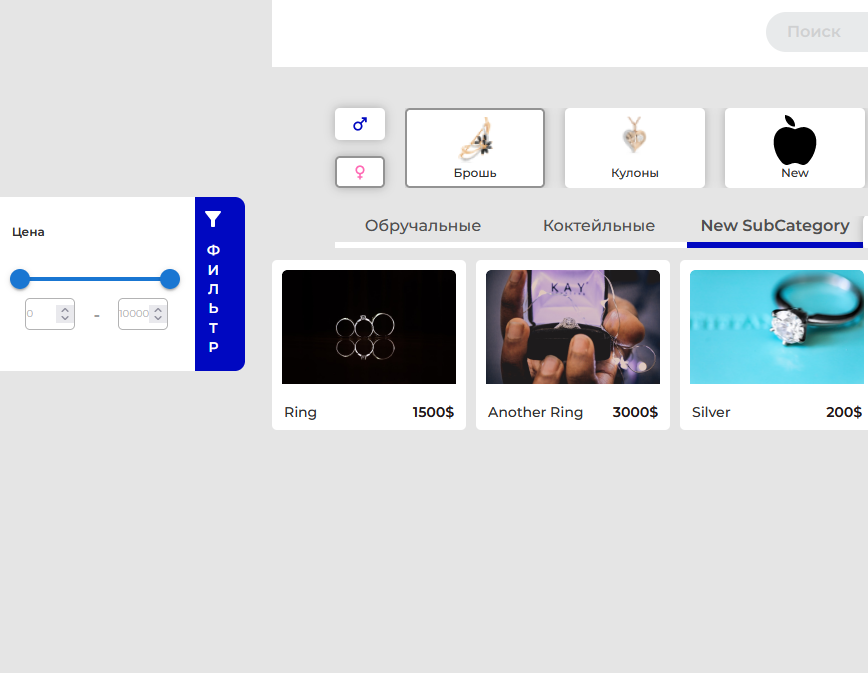 Поиск
Брошь
Кулоны
New
Обручальные
Коктейльные
New SubCategory
Цена
0
-
10000
Ф
И
Л
Ь
Т
Р
KAY
Ring
1500$
Another Ring
3000$
Silver
200$